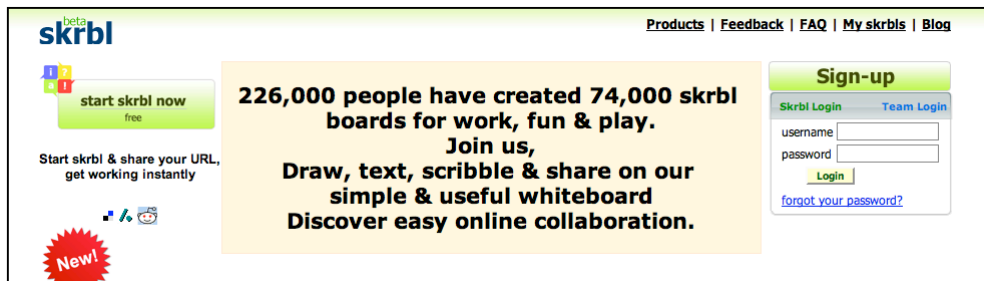 beta
skrbl
Products | Feedback | FAQ | My skrbls | Blog
i ?
a !
start skrbl now
free
Start skrbl & share your URL,
get working instantly
New!
226,000 people have created 74,000 skrbl
boards for work, fun & play.
Join us,
Draw, text, scribble & share on our
simple & useful whiteboard
Discover easy online collaboration.
Sign-up
Skrbl Login Team Login
username
password
Login
forgot your password?